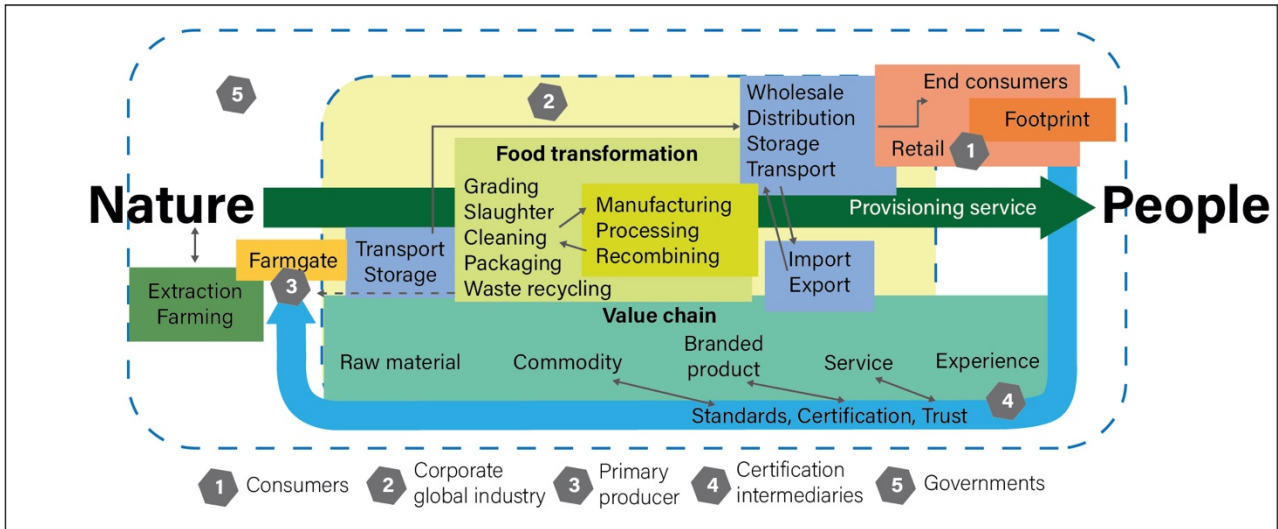 5
2
Wholesale
Distribution
Storage
Transport
End consumers
Footprint
Retail
1
Food transformation
Grading
Slaughter
Cleaning
Packaging
Waste recycling
Manufacturing
Processing
Recombining
Nature
Provisioning service
People
Farmgate
3
Transport
Storage
Import
Export
Extraction
Farming
Value chain
Raw material
Commodity
Branded
product
Service
Experience
Standards, Certification, Trust
4
1 Consumers
2 Corporate
global industry
3 Primary
producer
4 Certification
intermediaries
5 Governments